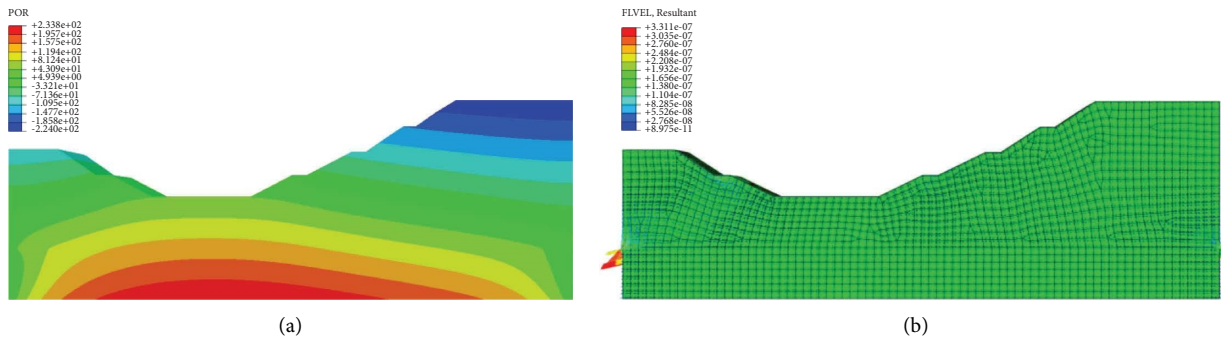 POR
+2.338e+02
+1.957e+02
+1.575e+02
+1.194e+02
+8.124e+01
+4.309e+01
+4.939e+00
-3.321e+01
-7.136e+01
-1.095e+02
-1.477e+02
-1.858e+02
-2.240e+02
(a)
FLVEL, Resultant
+3.311e-07
+3.035e-07
+2.760e-07
+2.484e-07
+2.208e-07
+1.932e-07
+1.656e-07
+1.380e-07
+1.104e-07
+8.285e-08
+5.526e-08
+2.768e-08
+8.975e-11
(b)